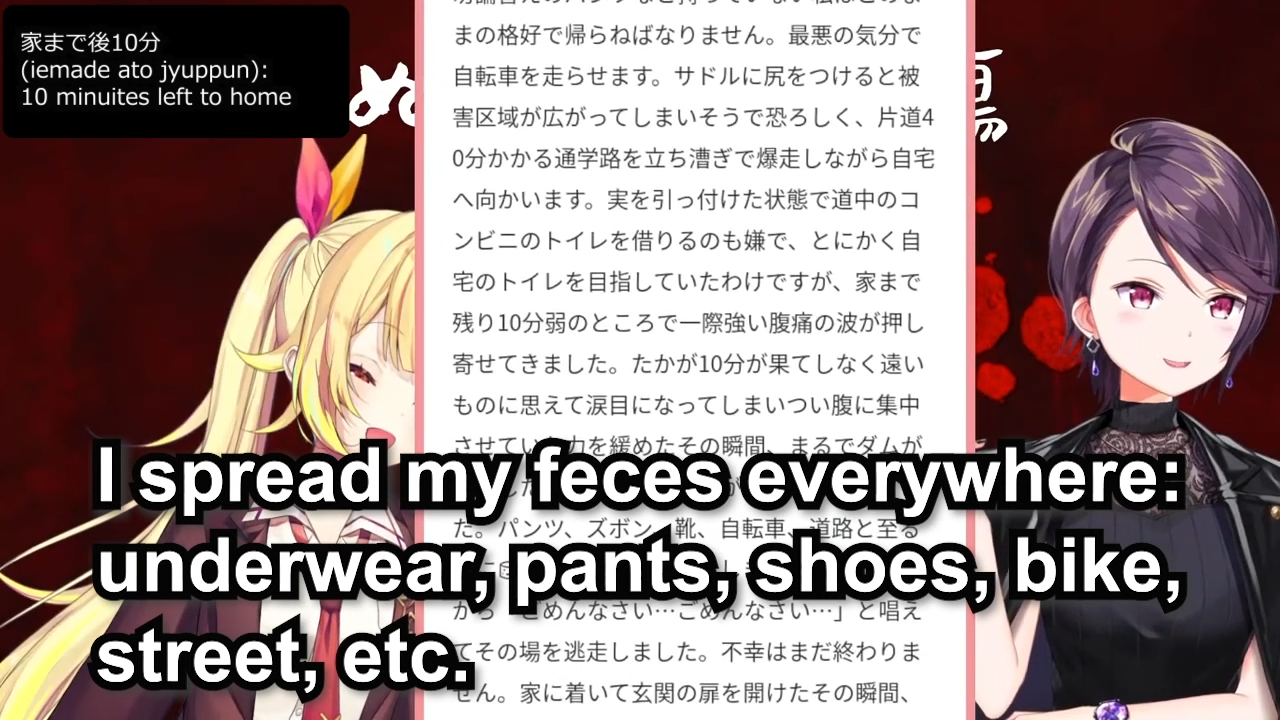 家まで後10分
(iemade ato jyuppun):
10 minuites left to home
ぬ
傷
まの格好で帰らねばなりません。最悪の気分で
自転車を走らせます。サドルに尻をつけると被
害区域が広がってしまいそうで恐ろしく、片道4
0分かかる通学路を立ち漕ぎで爆走しながら自宅
へ向かいます。実を引っ付けた状態で道中のコ
ンビニのトイレを借りるのも嫌で、とにかく自
宅のトイレを目指していたわけですが、家まで
残り10分弱のところで一際強い腹痛の波が押し
寄せてきました。たかが10分が果てしなく遠い
ものに思えて涙目になってしまいつい腹に集中
させてい 力を緩めたその瞬間、まるでダムが
た。パンツ、ズボン、靴、自転車、道路と至る
から「ごめんなさい…ごめんなさい…」と唱え
てその場を逃走しました。不幸はまだ終わりま
せん。家に着いて玄関の扉を開けたその瞬間、
I spread my feces everywhere:
underwear, pants, shoes, bike,
street, etc.